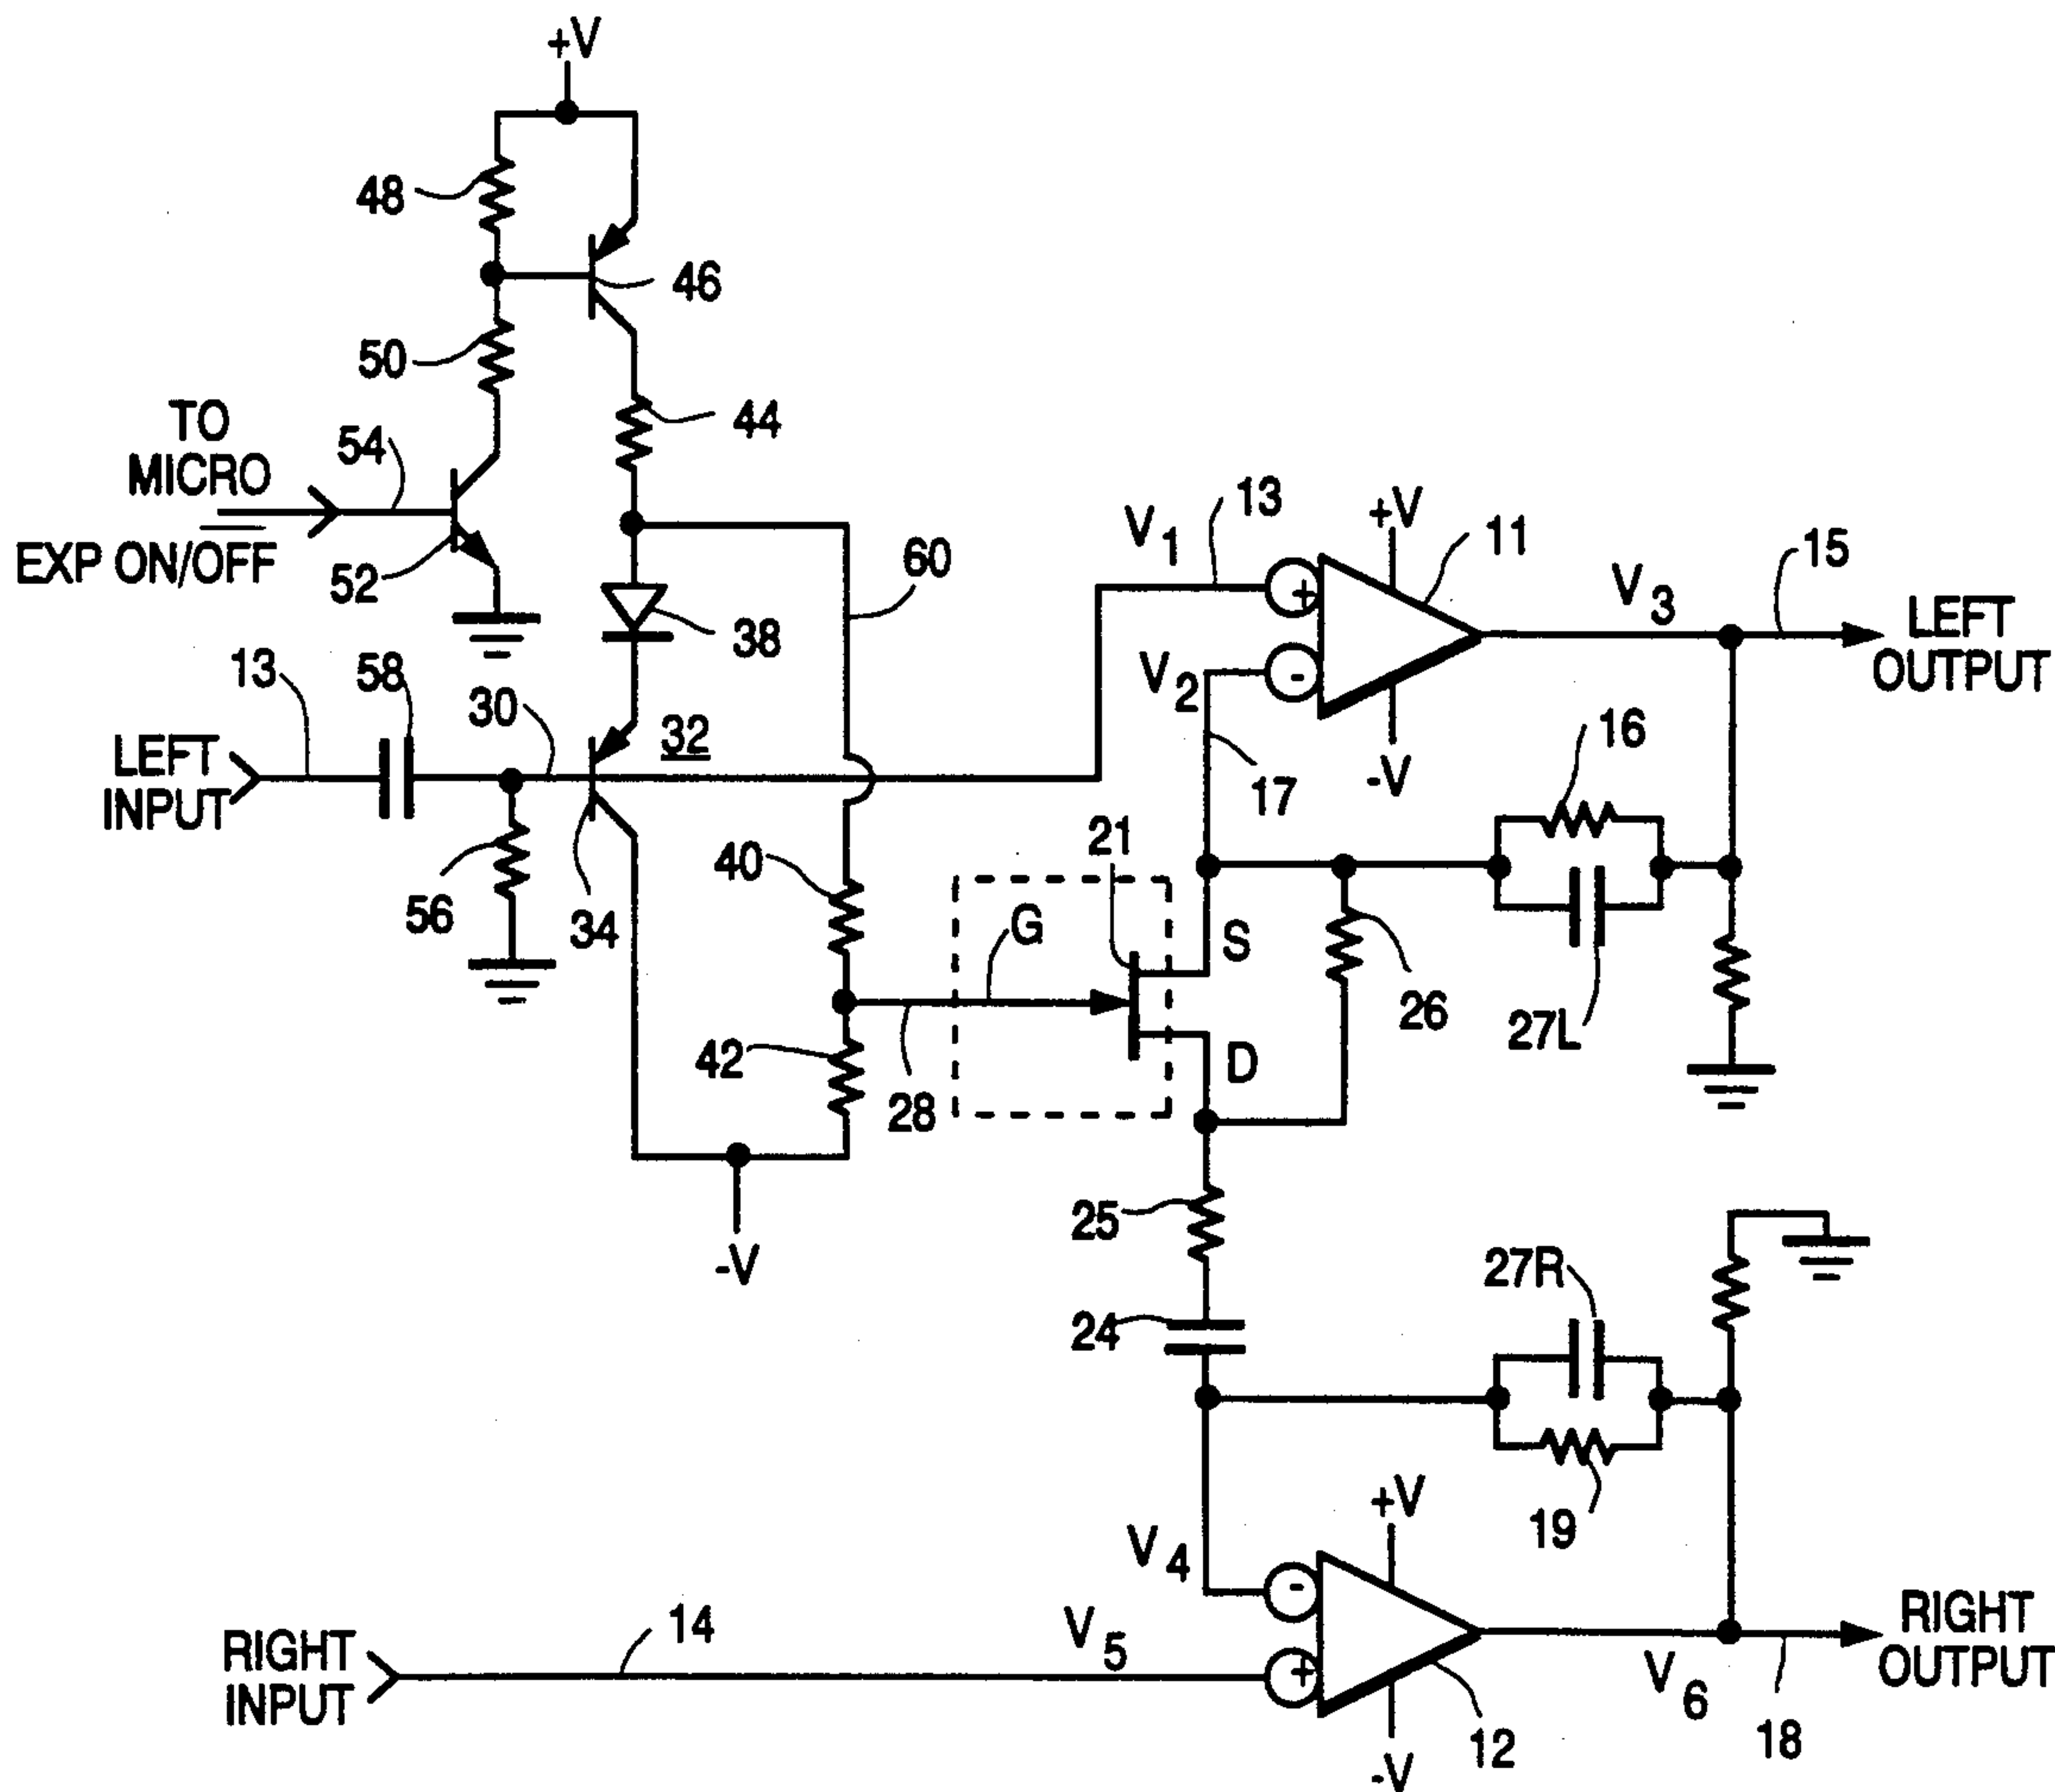 +V
48
46
50
44
TO
MICRO
54
EXP ON/OFF
52
60
38
13
58
30
32
LEFT
INPUT
56
34
V1
13
+V
11
+
V2
-
-V
17
V3
15
LEFT
OUTPUT
16
27L
40
21
G
S
26
42
28
D
-V
25
24
27R
19
V4
+V
-
RIGHT
INPUT
14
V5
+
12
-V
V6
18
RIGHT
OUTPUT